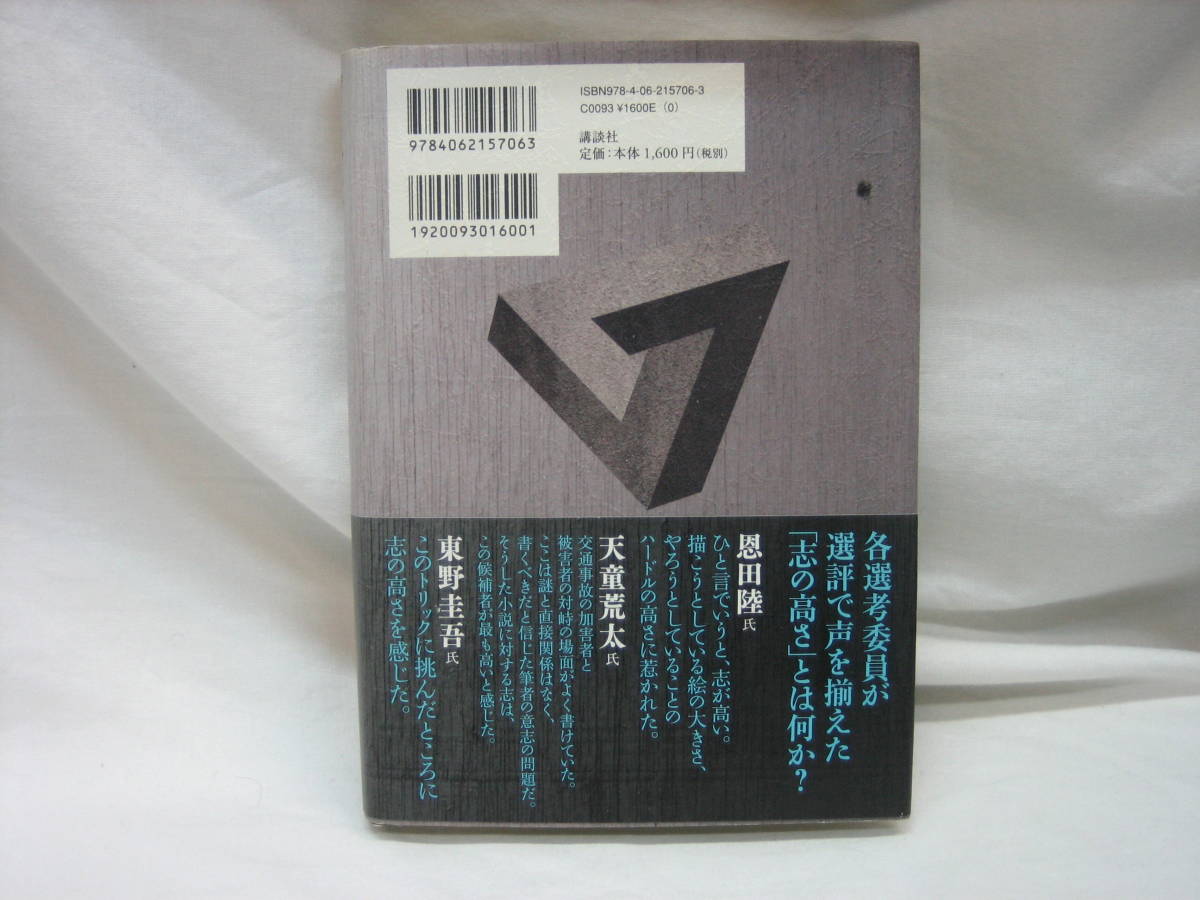 ISBN978-4-06-215706-3
C0093 ¥1600E (0)
9784062157063
講談社
定価:本体1,600円(税別)
1920093016001
各選考委員が
選評で声を揃えた
「志の高さ」とは何か?
恩田陸氏
ひと言でいうと、志が高い。
描こうとしている絵の大きさ、
やろうとしていることの
ハードルの高さに惹かれた。
天童荒太氏
交通事故の加害者と
被害者の対峙の場面がよく書けていた。
ここは謎と直接関係はなく、
書くべきだと信じた筆者の意志の問題だ。
そうした小説に対する志は、
この候補者が最も高いと感じた。
東野圭吾氏
このトリックに挑んだところに
志の高さを感じた。